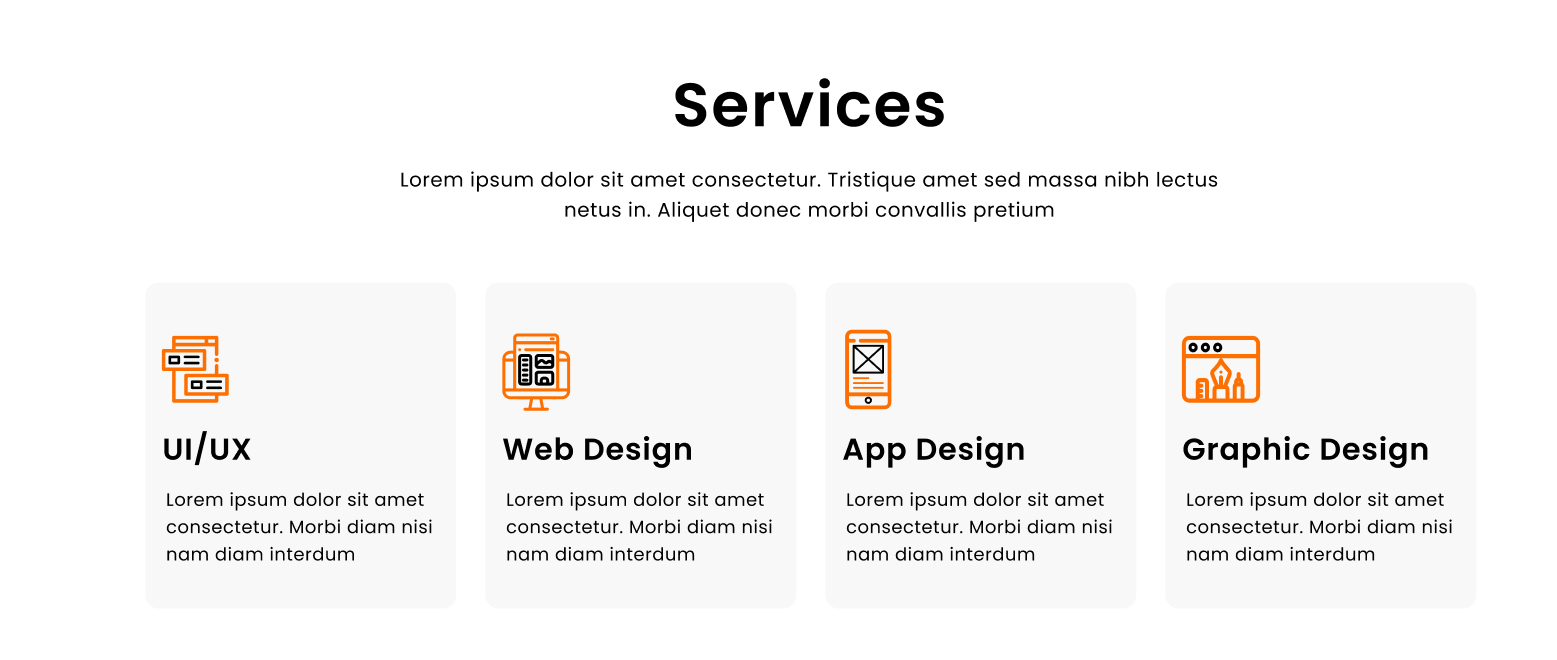 Services
Lorem ipsum dolor sit amet consectetur. Tristique amet sed massa nibh lectus
netus in. Aliquet donec morbi convallis pretium
UI/UX
Lorem ipsum dolor sit amet
consectetur. Morbi diam nisi
nam diam interdum
Web Design
Lorem ipsum dolor sit amet
consectetur. Morbi diam nisi
nam diam interdum
App Design
Lorem ipsum dolor sit amet
consectetur. Morbi diam nisi
nam diam interdum
Graphic Design
Lorem ipsum dolor sit amet
consectetur. Morbi diam nisi
nam diam interdum